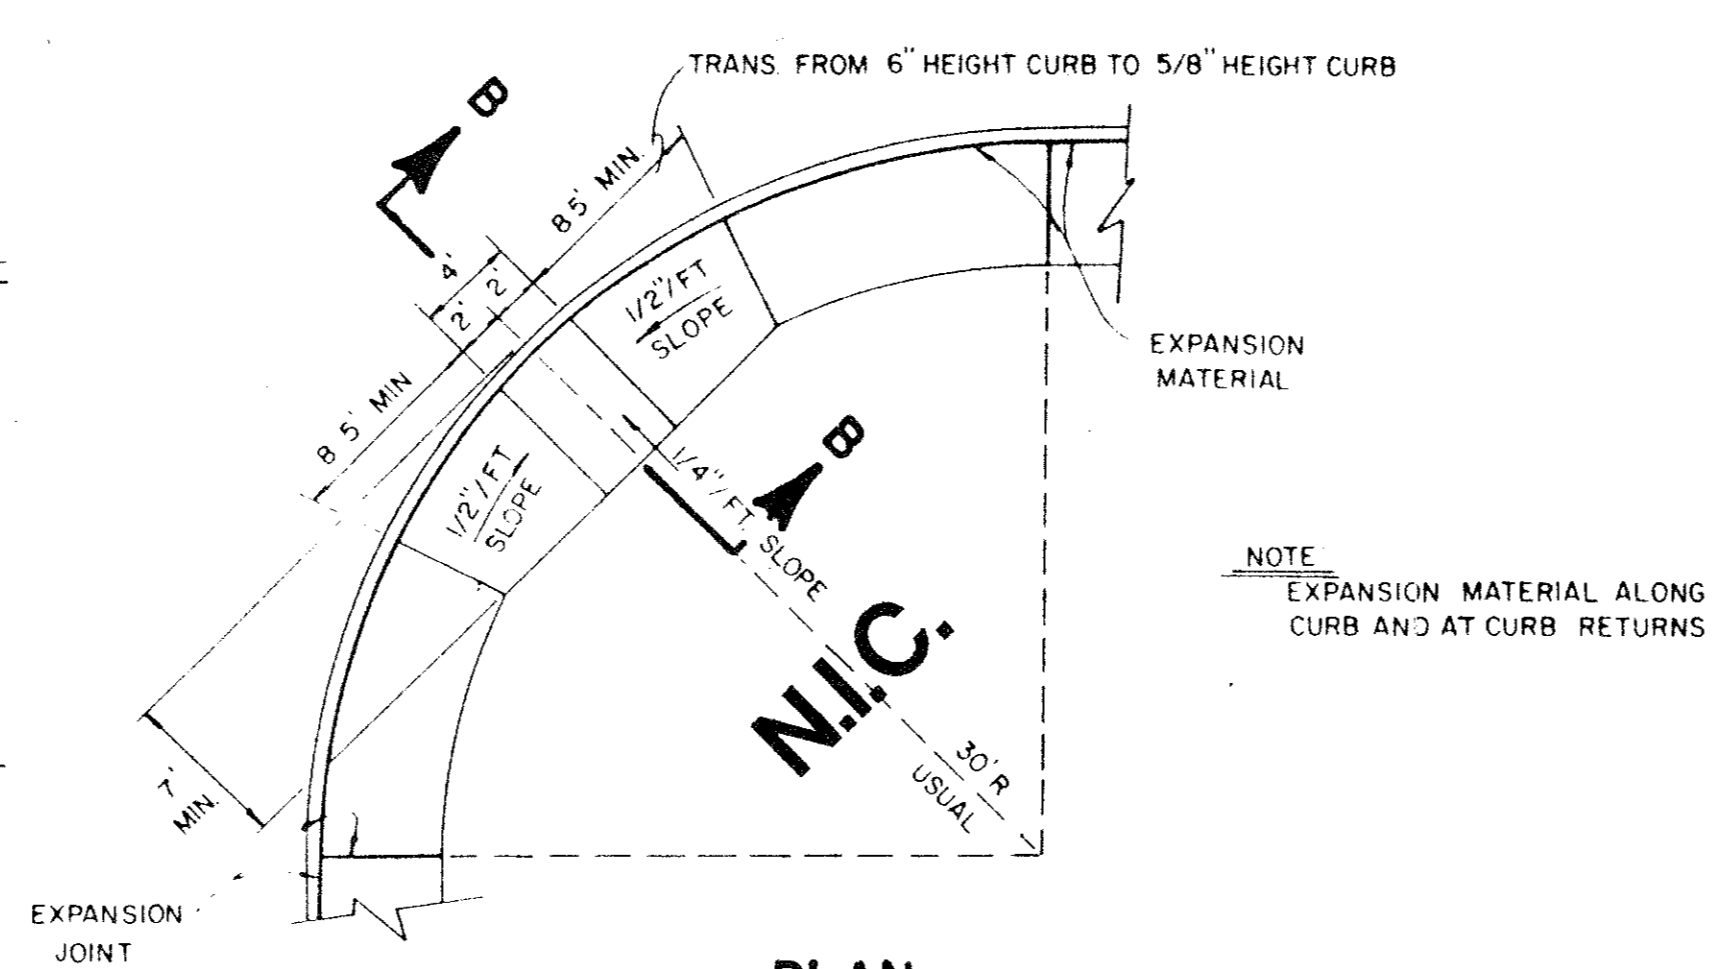 TRANS. FROM 6" HEIGHT CURB TO 5/8" HEIGHT CURB
B
8 5' MIN.
4'
2'
2'
8 5' MIN
1/2"/FT
SLOPE
1/2"/FT
SLOPE
1/4"/FT. SLOPE
B
EXPANSION
MATERIAL
NOTE:
EXPANSION MATERIAL ALONG
CURB AND AT CURB RETURNS
N.I.C.
30'R
USUAL
7'
MIN.
EXPANSION
JOINT
PLAN